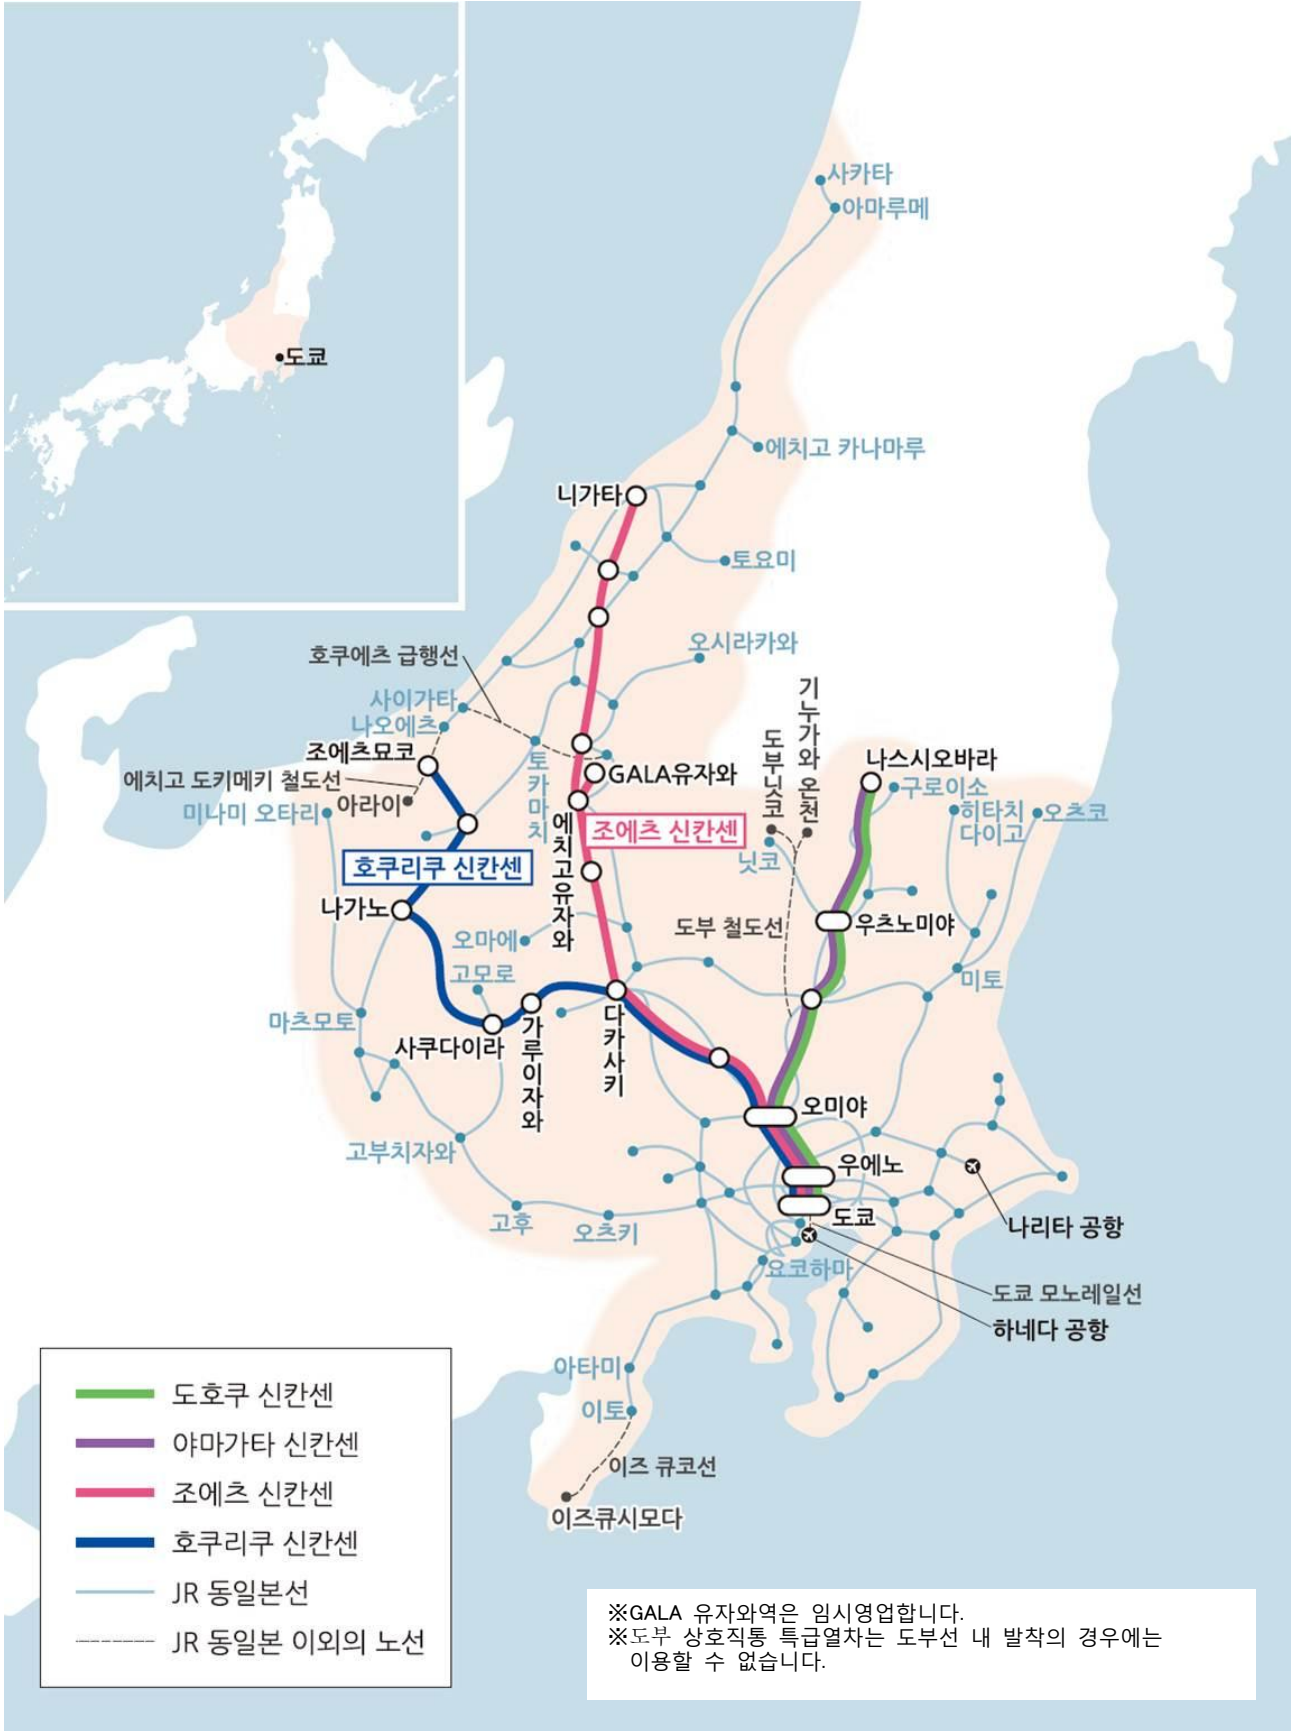 도쿄
사카타
아마루메
에치고 카나마루
니가타
토요미
오시라카와
호쿠에츠 급행선
사이가타
나오에츠
조에츠묘코
에치고 도키메키 철도선
아라이
미나미 오타리
토카마치
GALA유자와
에치고유자와
조에츠 신칸센
호쿠리쿠 신칸센
기누가와 온천
도부닛코
닛코
나스시오바라
구로이소
히타치
다이고
오츠코
나가노
오마에
도부 철도선
우츠노미야
미토
고모로
마츠모토
사쿠다이라
가루이자와
다카사키
오미야
고부치자와
우에노
고후
오츠키
도쿄
나리타 공항
요코하마
도쿄 모노레일선
하네다 공항
아타미
이토
이즈 큐코선
이즈큐시모다
도호쿠 신칸센
야마가타 신칸센
조에츠 신칸센
호쿠리쿠 신칸센
JR 동일본선
JR 동일본 이외의 노선
※GALA 유자와역은 임시영업합니다.
※도부 상호직통 특급열차는 도부선 내 발착의 경우에는
이용할 수 없습니다.